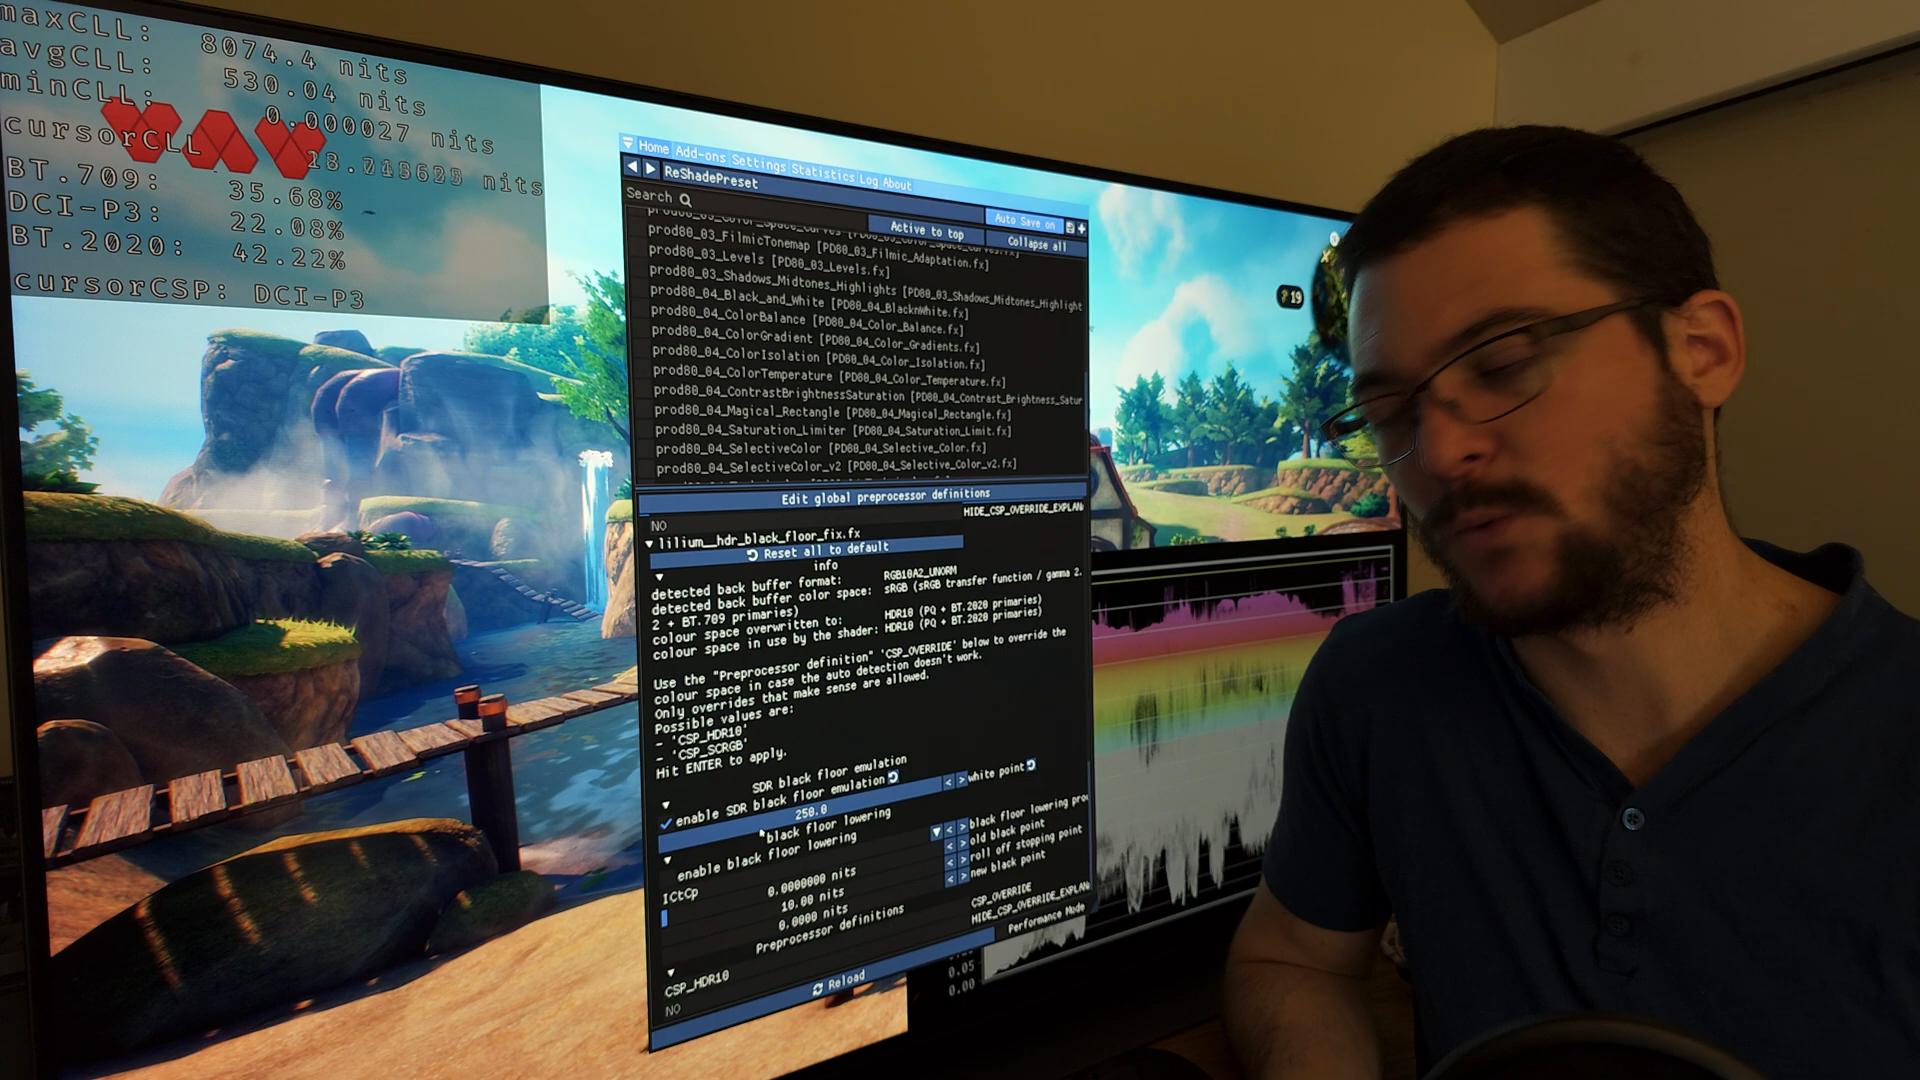 maxCLL: 8074.4 nits
avgCLL: 530.04 nits
minCLL: 0.000027 nits
cursorCLL nits
BT.709: 35.68%
DCI-P3: 22.08%
BT.2020: 42.22%
cursorCSP: DCI-P3
Home Add-ons Settings Statistics Log About
ReShadePreset
Search
Auto Save on
Active to top
Collapse all
prod80_03_FilmicTonemap [PD80_03_Filmic_Adaptation.fx]
prod80_03_Levels [PD80_03_Levels.fx]
prod80_03_Shadows_Midtones_Highlights [PD80_03_Shadows_Midtones_Highlight
prod80_04_Black_and_White [PD80_04_BlacknWhite.fx]
prod80_04_ColorBalance [PD80_04_Color_Balance.fx]
prod80_04_ColorGradient [PD80_04_Color_Gradients.fx]
prod80_04_ColorIsolation [PD80_04_Color_Isolation.fx]
prod80_04_ColorTemperature [PD80_04_Color_Temperature.fx]
prod80_04_ContrastBrightnessSaturation [PD80_04_Contrast_Brightness_Satur
prod80_04_Magical_Rectangle [PD80_04_Magical_Rectangle.fx]
prod80_04_Saturation_Limiter [PD80_04_Saturation_Limit.fx]
prod80_04_SelectiveColor [PD80_04_Selective_Color.fx]
prod80_04_SelectiveColor_v2 [PD80_04_Selective_Color_v2.fx]
Edit global preprocessor definitions
NO HIDE_CSP_OVERRIDE_EXPLAN
lilium__hdr_black_floor_fix.fx
Reset all to default
info
detected back buffer format: RGB10A2_UNORM
detected back buffer color space: sRGB (sRGB transfer function / gamma 2.
2 + BT.709 primaries)
colour space overwritten to: HDR10 (PQ + BT.2020 primaries)
colour space in use by the shader: HDR10 (PQ + BT.2020 primaries)
Use the "Preprocessor definition" 'CSP_OVERRIDE' below to override the
colour space in case the auto detection doesn't work.
Only overrides that make sense are allowed.
Possible values are:
- 'CSP_HDR10'
- 'CSP_SCRGB'
Hit ENTER to apply.
SDR black floor emulation
enable SDR black floor emulation
250.0 < > white point
black floor lowering
enable black floor lowering
ICtCp < > black floor lowering pro
0.0000000 nits < > old black point
10.00 nits < > roll off stopping point
0.0000 nits < > new black point
Preprocessor definitions
CSP_HDR10 CSP_OVERRIDE
NO HIDE_CSP_OVERRIDE_EXPLAN
Reload
Performance Mode
19
0.05
0.00